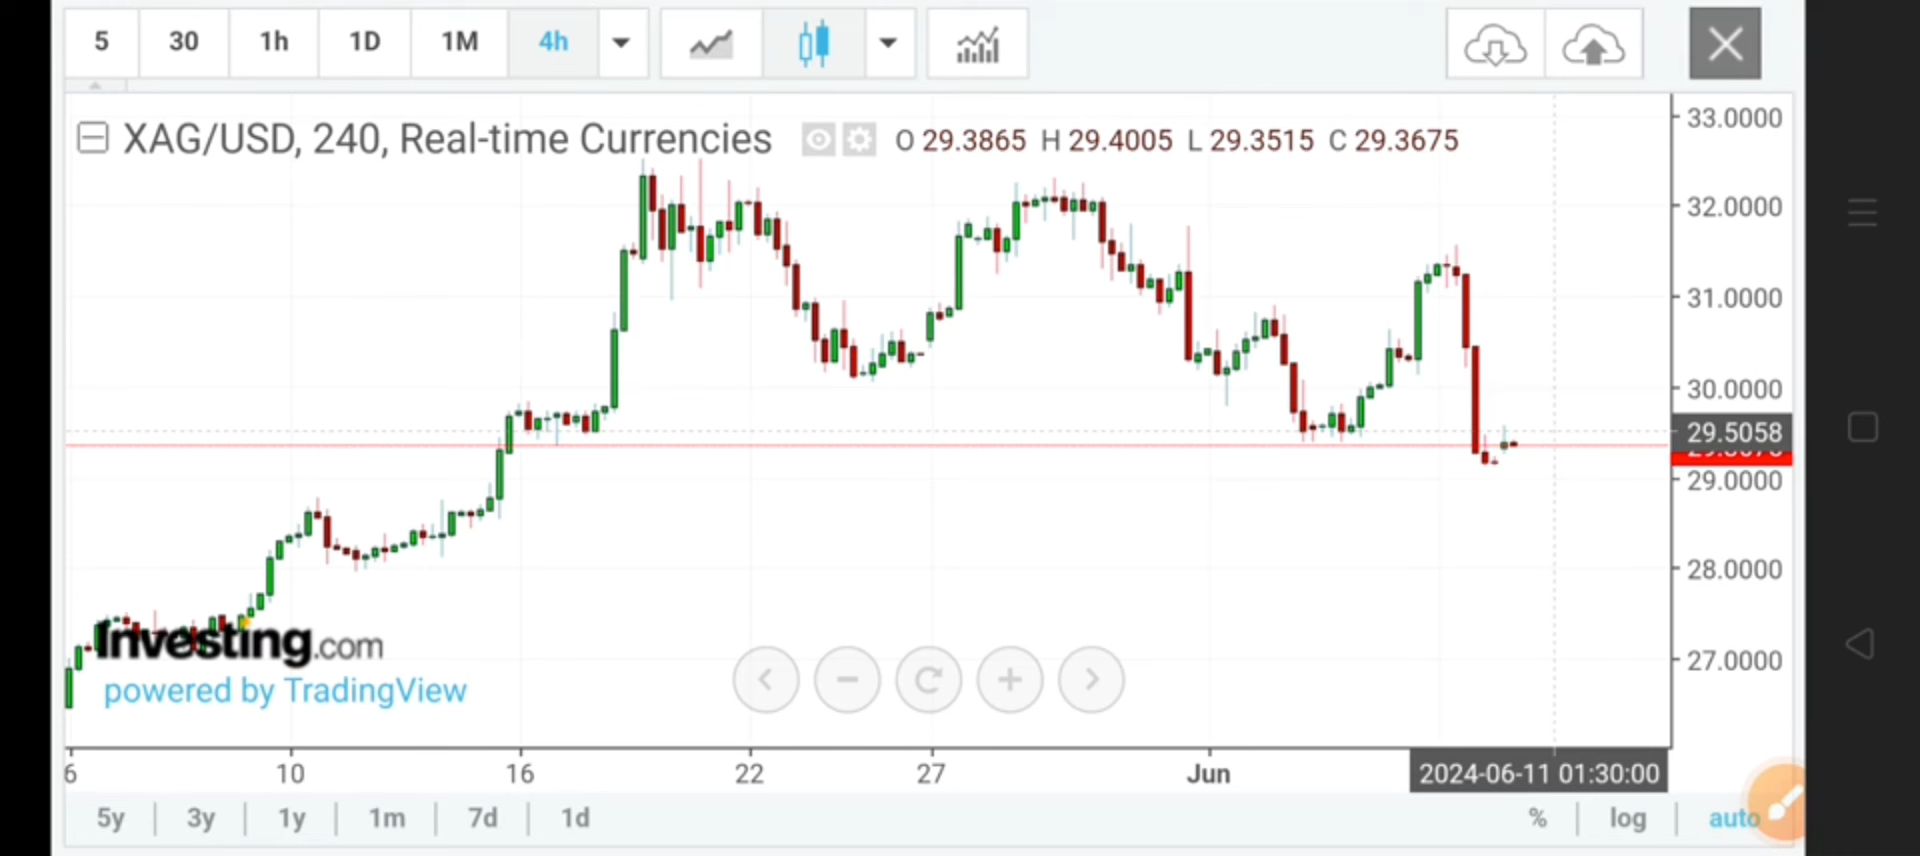 5 30 1h 1D 1M 4h
XAG/USD, 240, Real-time Currencies O 29.3865 H 29.4005 L 29.3515 C 29.3675
33.0000
32.0000
31.0000
30.0000
29.5058
29.0000
28.0000
27.0000
Investing.com
powered by TradingView
6 10 16 22 27 Jun 2024-06-11 01:30:00
5y 3y 1y 1m 7d 1d % log auto